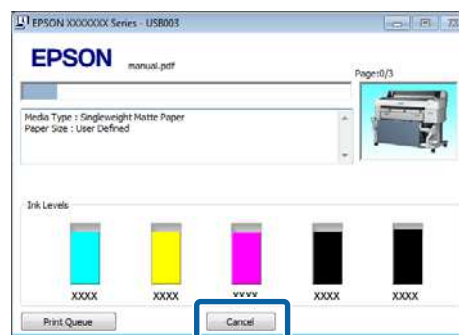 EPSON XXXXXXX Series - USB003
EPSON
manual.pdf
Page:0/3
Media Type : Singleweight Matte Paper
Paper Size : User Defined
Ink Levels
XXXX XXXX XXXX XXXX XXXX
Print Queue
Cancel